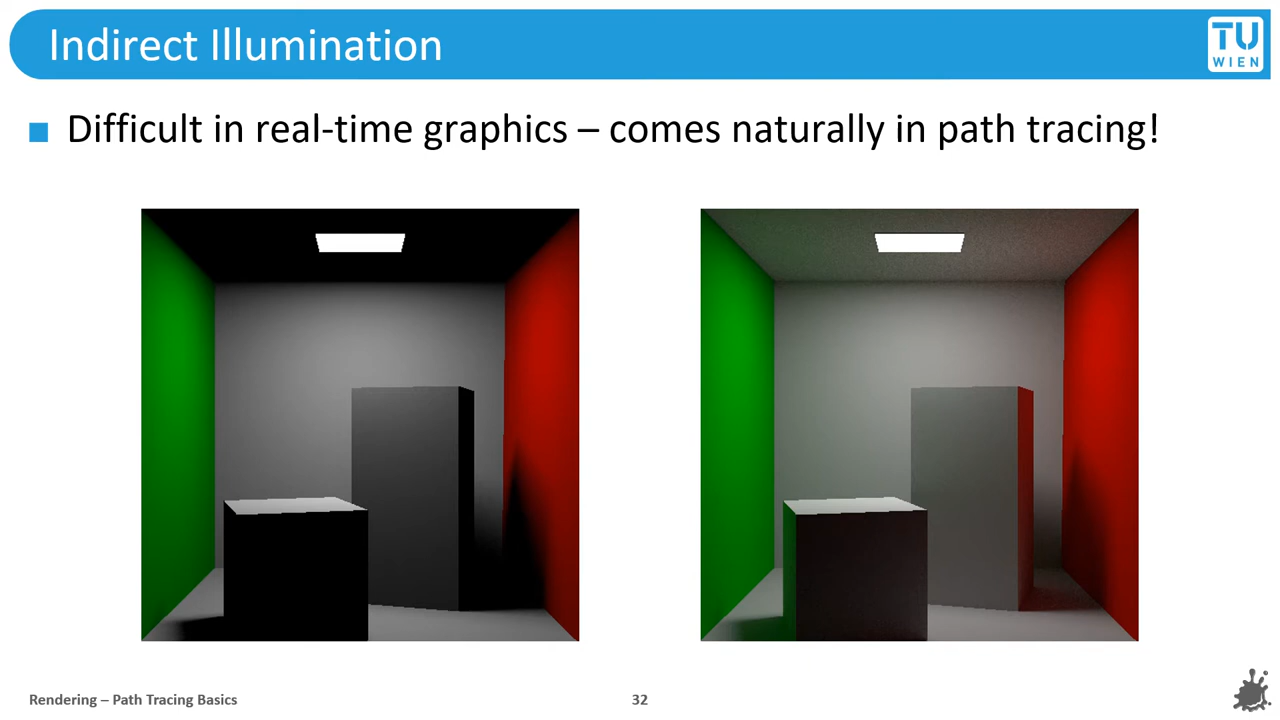 Indirect Illumination
TU
WIEN
Difficult in real-time graphics – comes naturally in path tracing!
Rendering – Path Tracing Basics
32